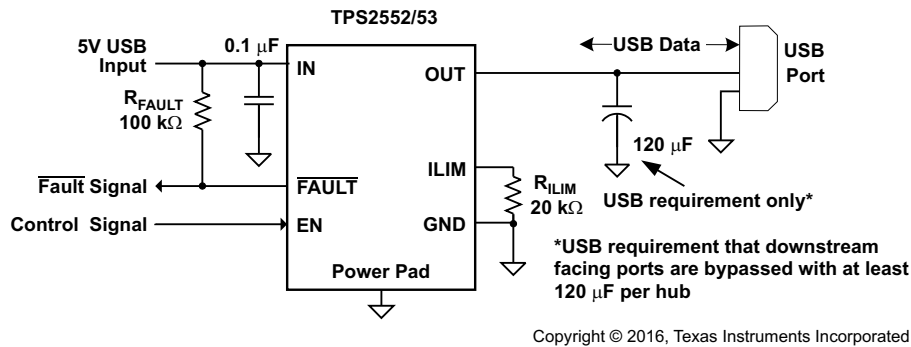 TPS2552/53
5V USB
Input
0.1 μF
IN
OUT
USB Data
USB
Port
R_FAULT
100 kΩ
120 μF
USB requirement only*
Fault Signal
FAULT
ILIM
R_ILIM
20 kΩ
Control Signal
EN
GND
Power Pad
*USB requirement that downstream
facing ports are bypassed with at least
120 μF per hub
Copyright © 2016, Texas Instruments Incorporated